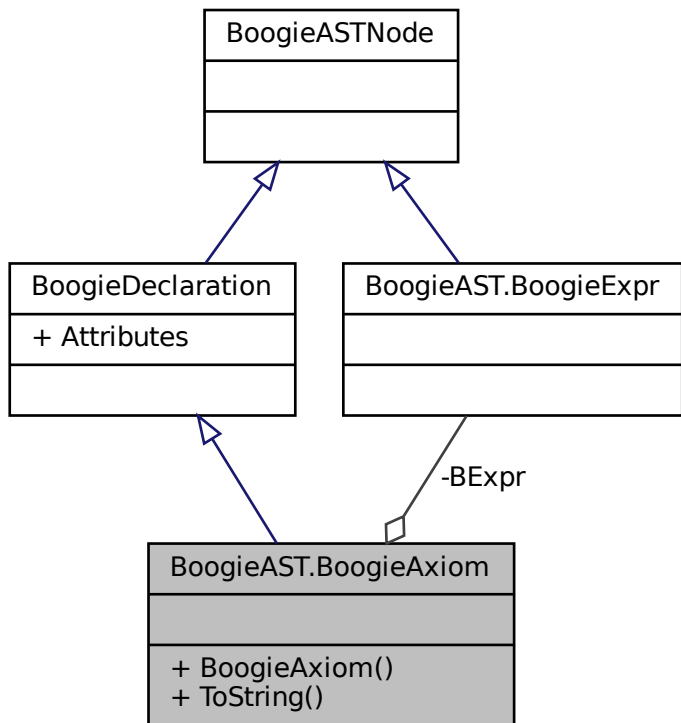 BoogieASTNode
BoogieDeclaration
+ Attributes
BoogieAST.BoogieExpr
-BExpr
BoogieAST.BoogieAxiom
+ BoogieAxiom()
+ ToString()